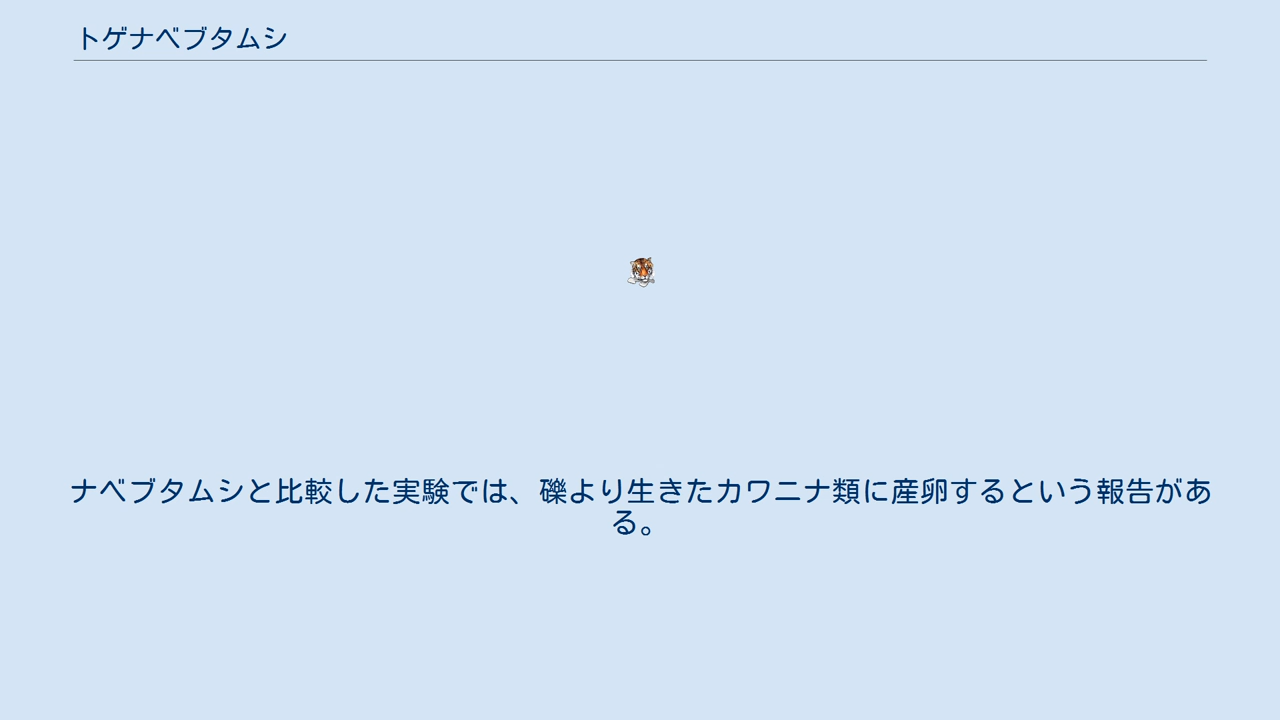 トゲナベブタムシ
ナベブタムシと比較した実験では、礫より生きたカワニナ類に産卵するという報告があ
る。